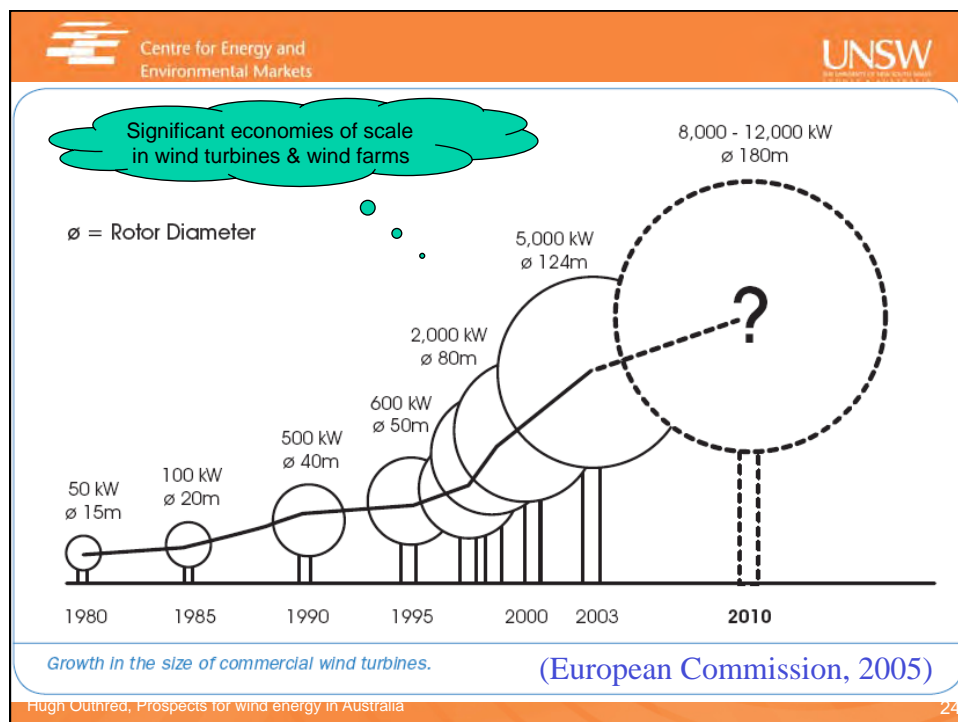 Centre for Energy and
Environmental Markets
UNSW
Significant economies of scale
in wind turbines & wind farms
8,000 - 12,000 kW
ø 180m
ø = Rotor Diameter
5,000 kW
ø 124m
2,000 kW
ø 80m
600 kW
ø 50m
500 kW
ø 40m
100 kW
ø 20m
50 kW
ø 15m
?
1980 1985 1990 1995 2000 2003 2010
Growth in the size of commercial wind turbines.
(European Commission, 2005)
Hugh Outhred, Prospects for wind energy in Australia
24